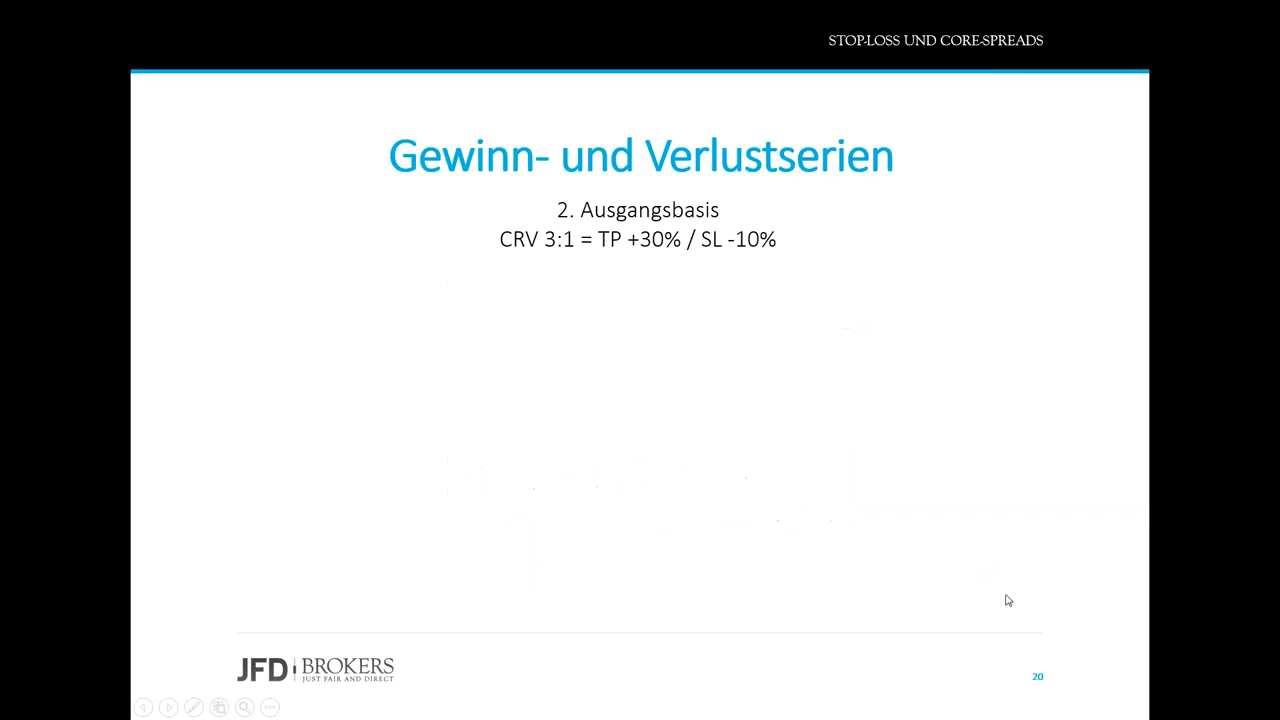 STOP-LOSS UND CORE-SPREADS
Gewinn- und Verlustserien
2. Ausgangsbasis
CRV 3:1 = TP +30% / SL -10%
JFD BROKERS
JUST FAIR AND DIRECT
20